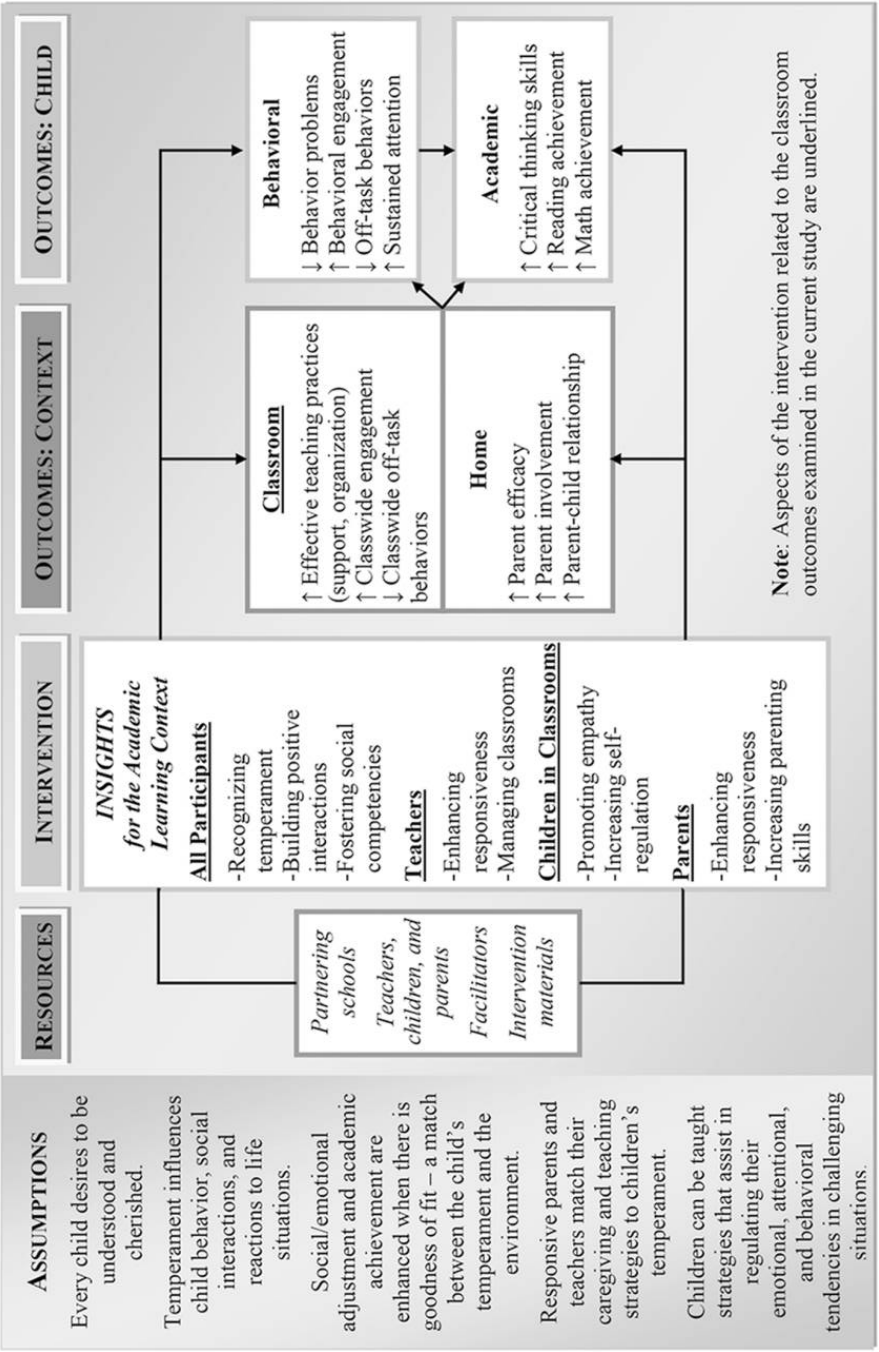 ASSUMPTIONS
Every child desires to be
understood and
cherished.
Temperament influences
child behavior, social
interactions, and
reactions to life
situations.
Social/emotional
adjustment and academic
achievement are
enhanced when there is
goodness of fit – a match
between the child's
temperament and the
environment.
Responsive parents and
teachers match their
caregiving and teaching
strategies to children's
temperament.
Children can be taught
strategies that assist in
regulating their
emotional, attentional,
and behavioral
tendencies in challenging
situations.
RESOURCES
Partnering
schools
Teachers,
children, and
parents
Facilitators
Intervention
materials
INTERVENTION
INSIGHTS
for the Academic
Learning Context
All Participants
-Recognizing
temperament
-Building positive
interactions
-Fostering social
competencies
Teachers
-Enhancing
responsiveness
-Managing classrooms
Children in Classrooms
-Promoting empathy
-Increasing self-
regulation
Parents
-Enhancing
responsiveness
-Increasing parenting
skills
OUTCOMES: CONTEXT
Classroom
↑ Effective teaching practices
(support, organization)
↑ Classwide engagement
↓ Classwide off-task
behaviors
Home
↑ Parent efficacy
↑ Parent involvement
↑ Parent-child relationship
OUTCOMES: CHILD
Behavioral
↓ Behavior problems
↑ Behavioral engagement
↓ Off-task behaviors
↑ Sustained attention
Academic
↑ Critical thinking skills
↑ Reading achievement
↑ Math achievement
Note: Aspects of the intervention related to the classroom
outcomes examined in the current study are underlined.